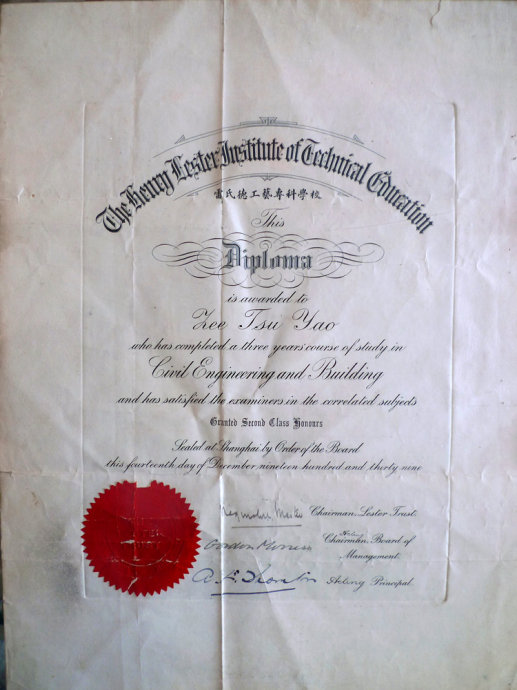 The Henry Lester Institute of Technical Education
雷氏德工藝專科學校
This
Diploma
is awarded to
Zee Tsu Yao
who has completed a three years course of study in
Civil Engineering and Building
and has satisfied the examiners in the correlated subjects
Granted Second Class Honours
Sealed at Shanghai by Order of the Board
this fourteenth day of December nineteen hundred and thirty nine
Chairman. Lester Trust.
Chairman. Board of
Management.
Acting Principal.